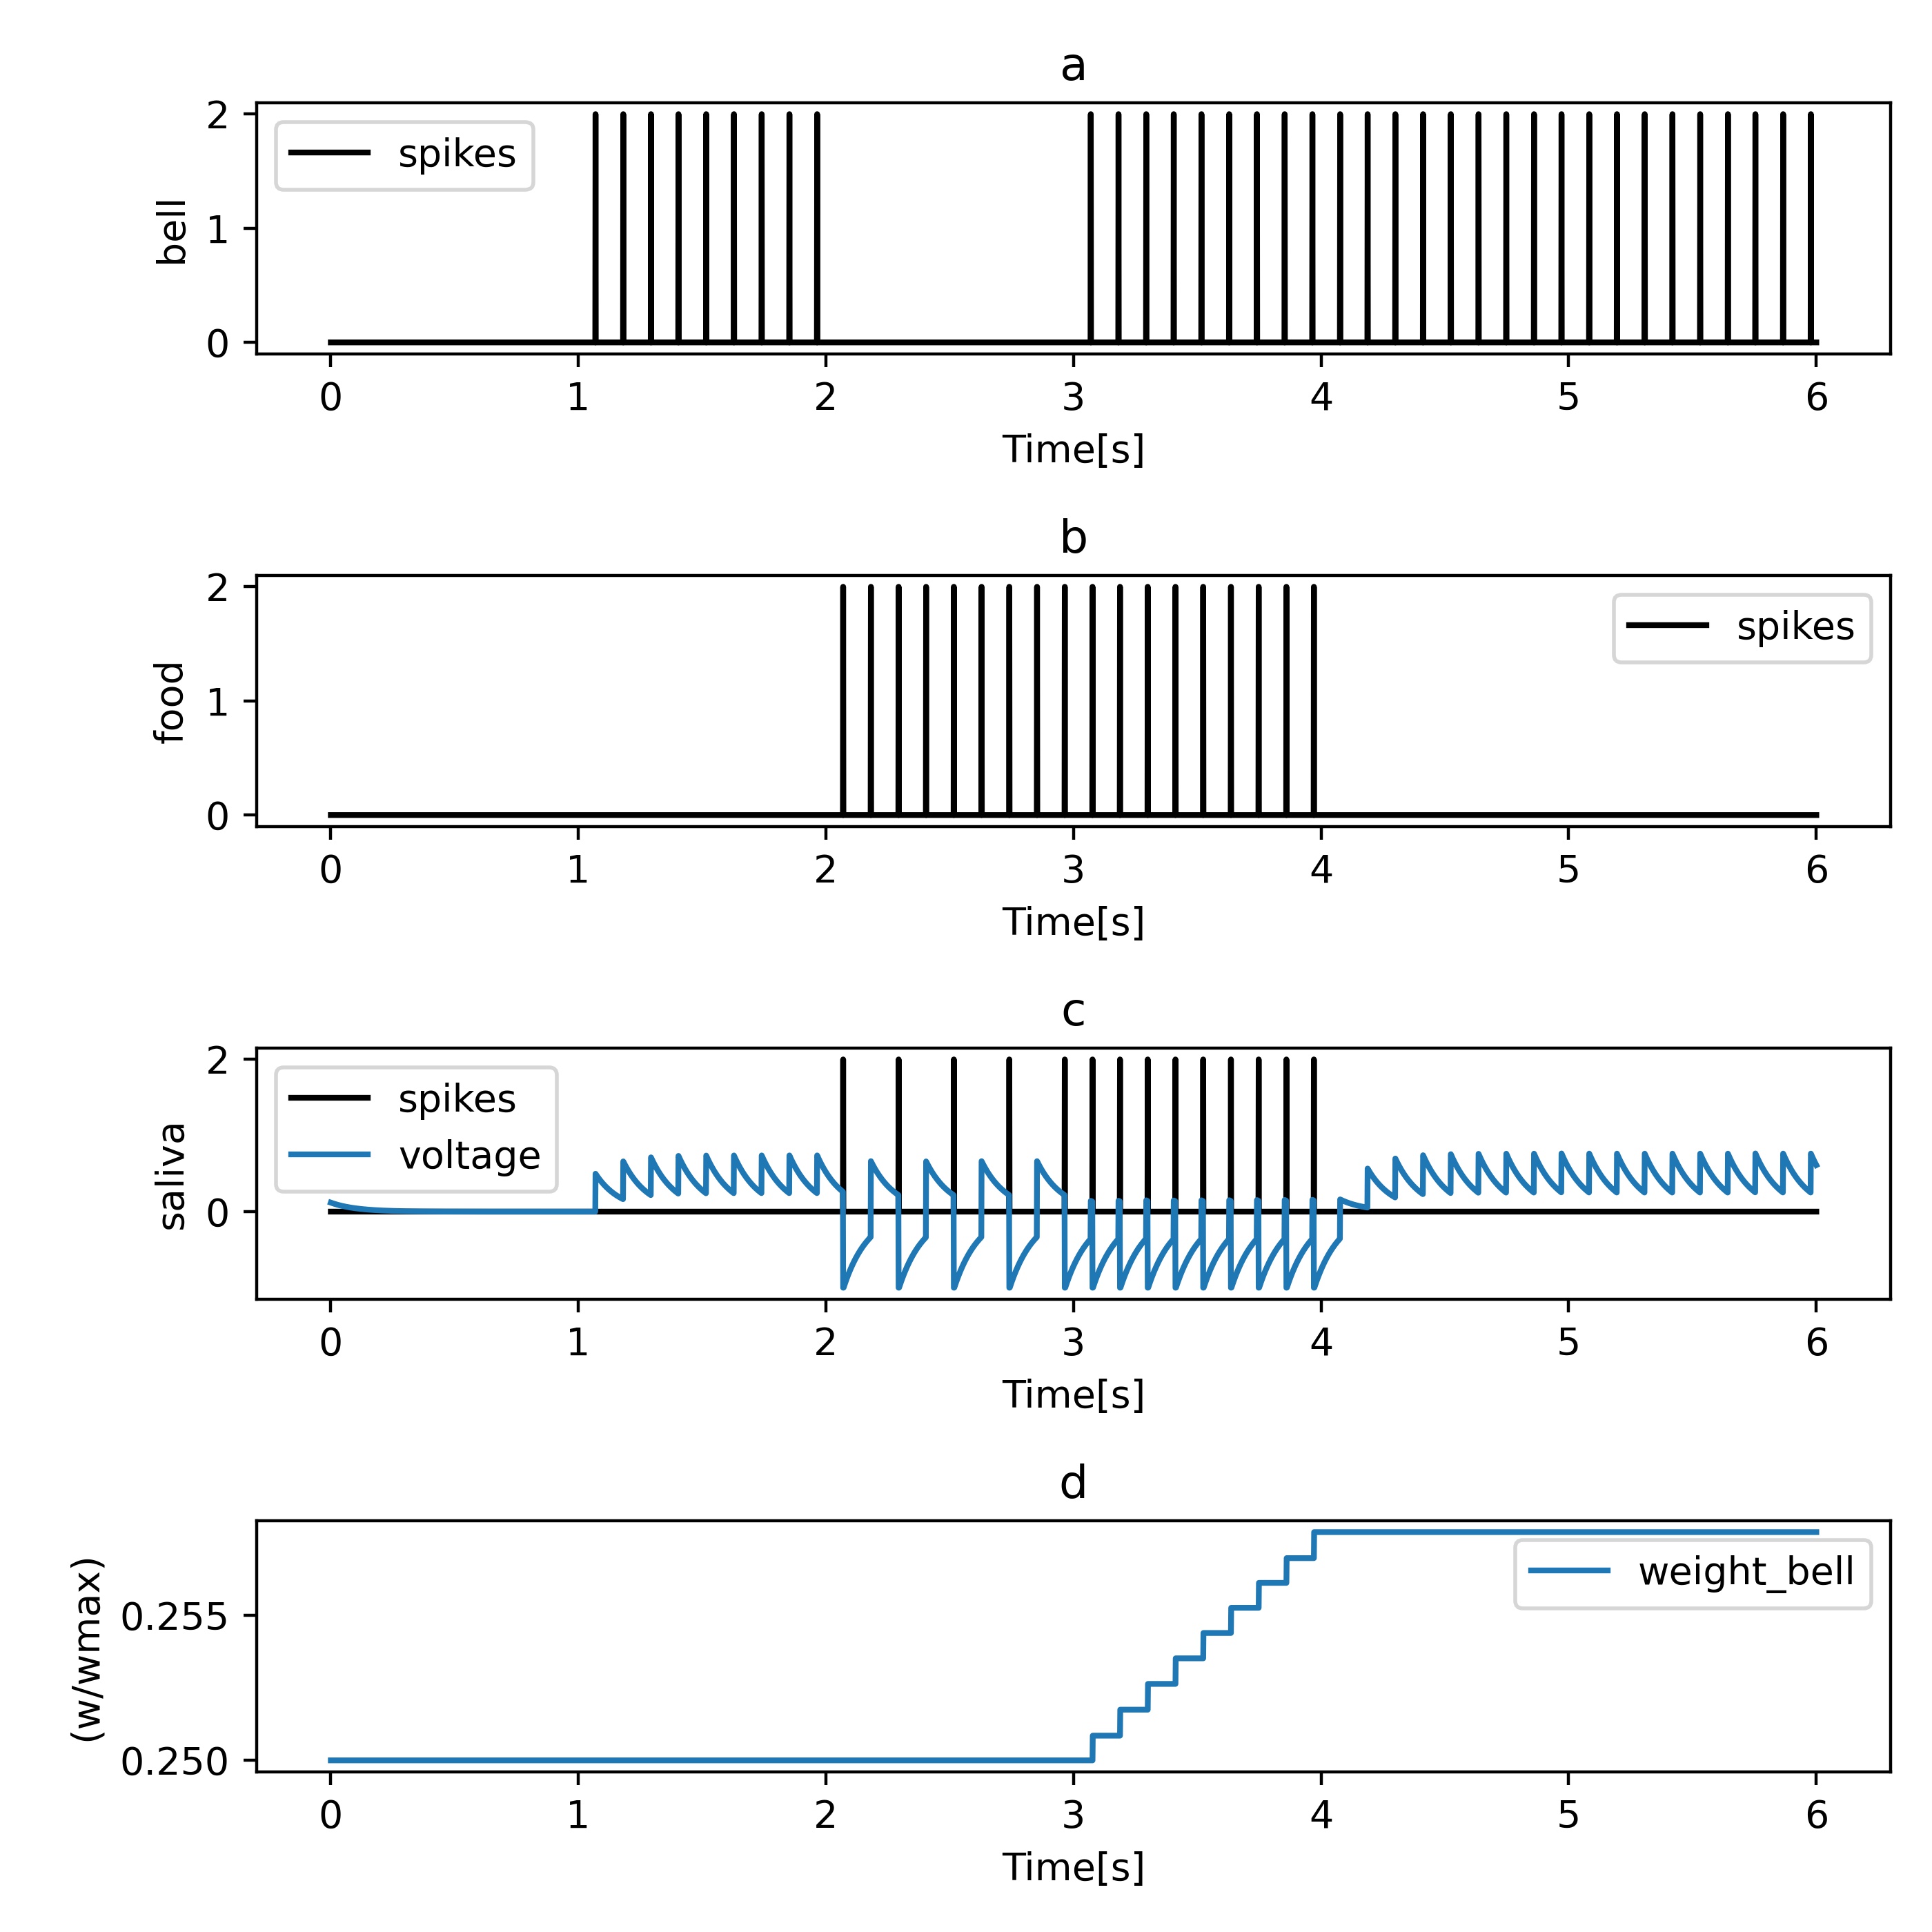 a
2
1
0
bell
spikes
0 1 2 3 4 5 6
Time[s]
b
2
1
0
food
spikes
0 1 2 3 4 5 6
Time[s]
c
2
0
saliva
spikes
voltage
0 1 2 3 4 5 6
Time[s]
d
0.255
0.250
(w/wmax)
weight_bell
0 1 2 3 4 5 6
Time[s]